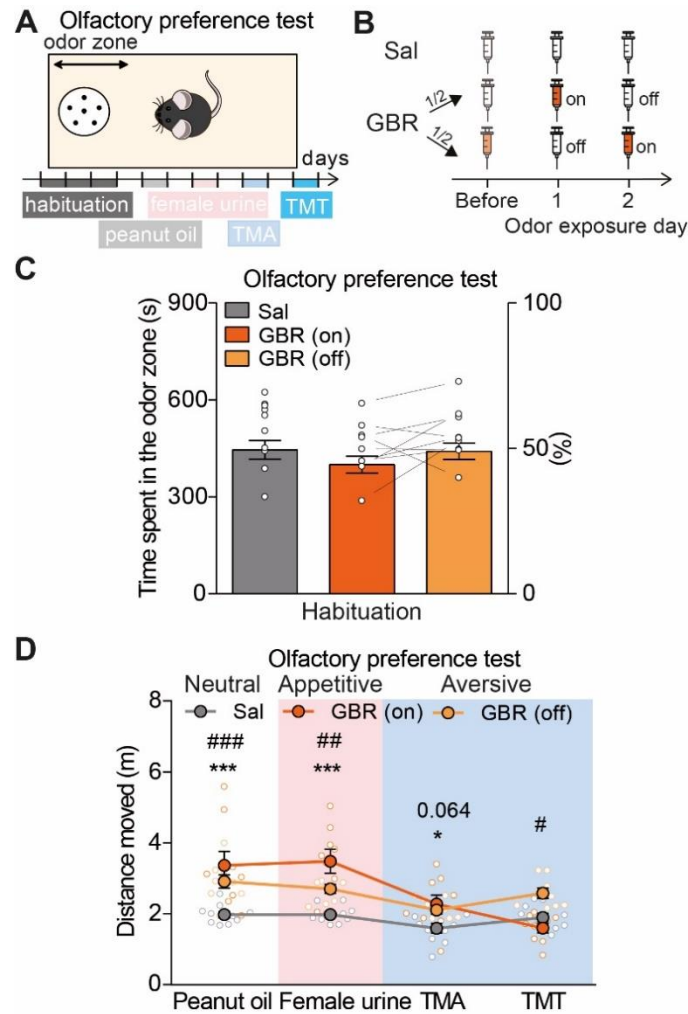 A
Olfactory preference test
odor zone
days
habituation
female urine
TMT
peanut oil
TMA
B
Sal
1/2
on
off
GBR
1/2
off
on
Before
1
2
Odor exposure day
C
Olfactory preference test
900
100
Sal
GBR (on)
GBR (off)
600
50
300
0
0
Time spent in the odor zone (s)
(%)
Habituation
D
Olfactory preference test
Neutral
Appetitive
Aversive
8
Sal
GBR (on)
GBR (off)
###
##
***
***
6
0.064
#
*
4
2
0
Distance moved (m)
Peanut oil
Female urine
TMA
TMT